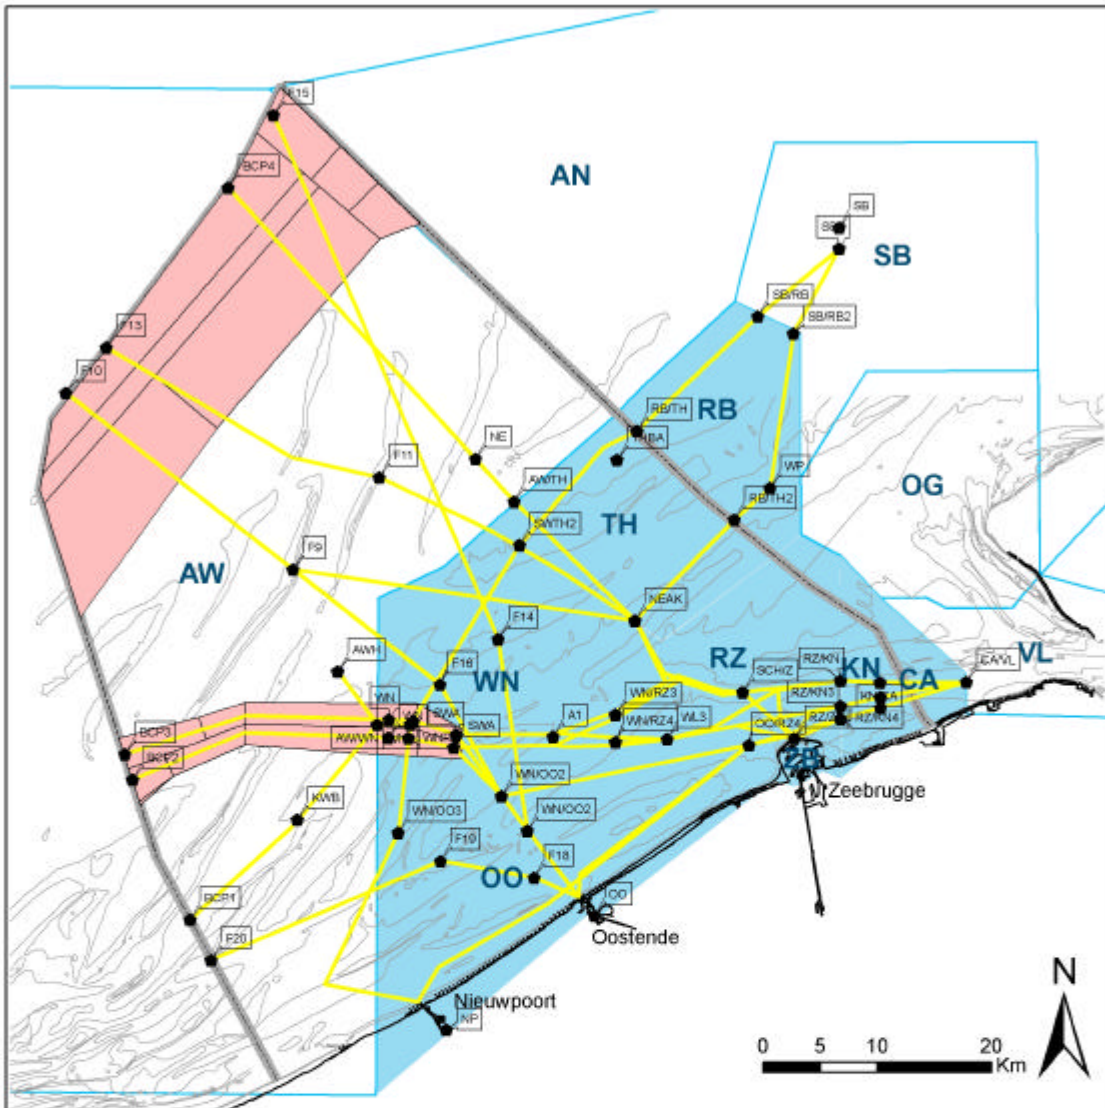 F15
BCP4
AN
SB
SB
SB/RB
SB/RB2
F13
F10
RB/TH
RB
NE
WP
F11
OG
AW/TH
RB/TH2
SWTH2
TH
F9
AW
NEAK
F14
AWH
F16
WN
RZ
SCH/Z
RZ/KN
KN
CA
CA/VL
VL
WN/RZ3
RZ/KN3
WN
SWA
SWA
A1
WN/RZ4
WL3
OO/RZ4
RZ/KN4
BCP3
BCP2
AW/WN
ZB
Zeebrugge
WN/OO2
KWB
WN/OO3
WN/OO2
F19
F18
OO
BCP1
OO
Oostende
F20
N
Nieuwpoort
NP
0 5 10 20
Km